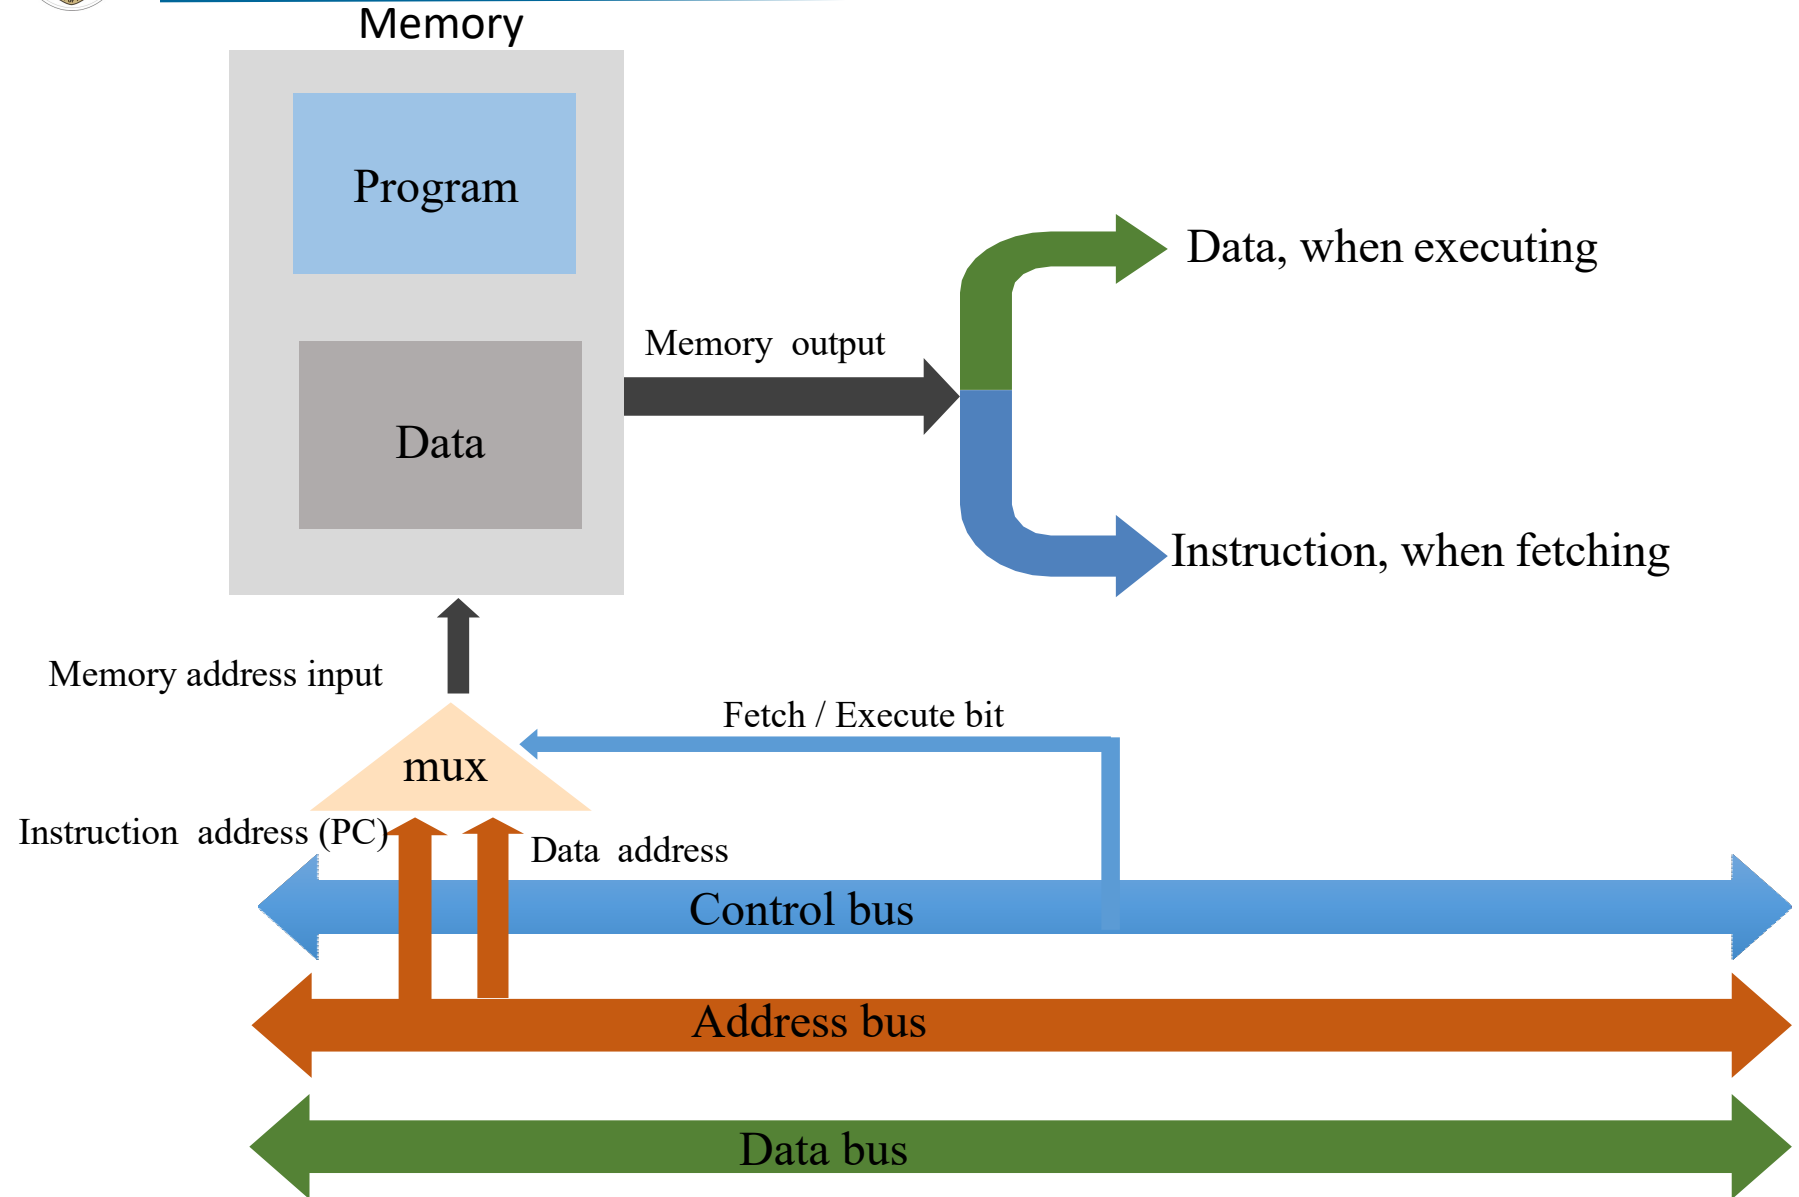 Memory
Program
Data, when executing
Memory output
Data
Instruction, when fetching
Memory address input
Fetch / Execute bit
mux
Instruction address (PC)
Data address
Control bus
Address bus
Data bus